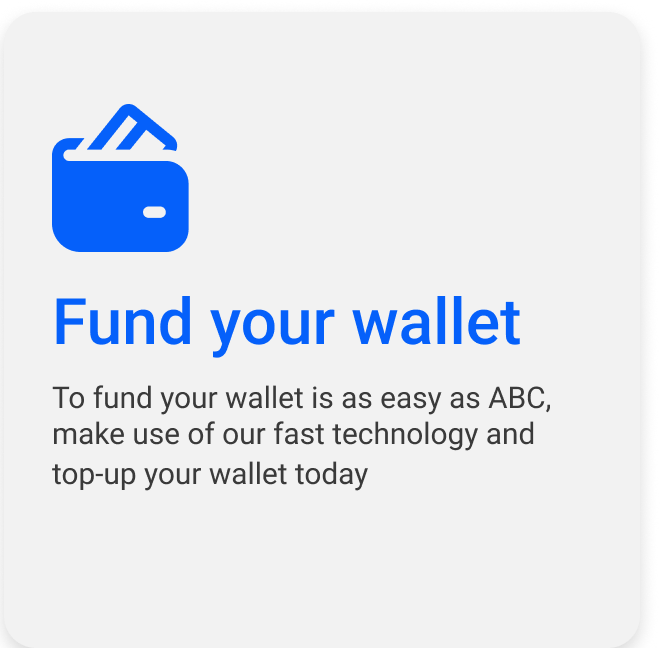 Fund your wallet
To fund your wallet is as easy as ABC,
make use of our fast technology and
top-up your wallet today